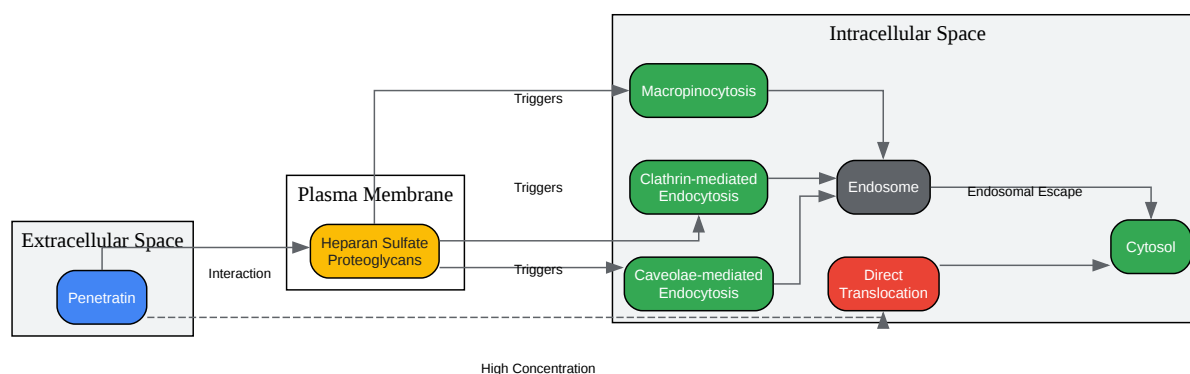 Intracellular Space
Macropinocytosis
Triggers
Clathrin-mediated
Endocytosis
Triggers
Endosome
Endosomal Escape
Plasma Membrane
Heparan Sulfate
Proteoglycans
Extracellular Space
Penetratin
Interaction
Triggers
Caveolae-mediated
Endocytosis
Direct
Translocation
Cytosol
High Concentration